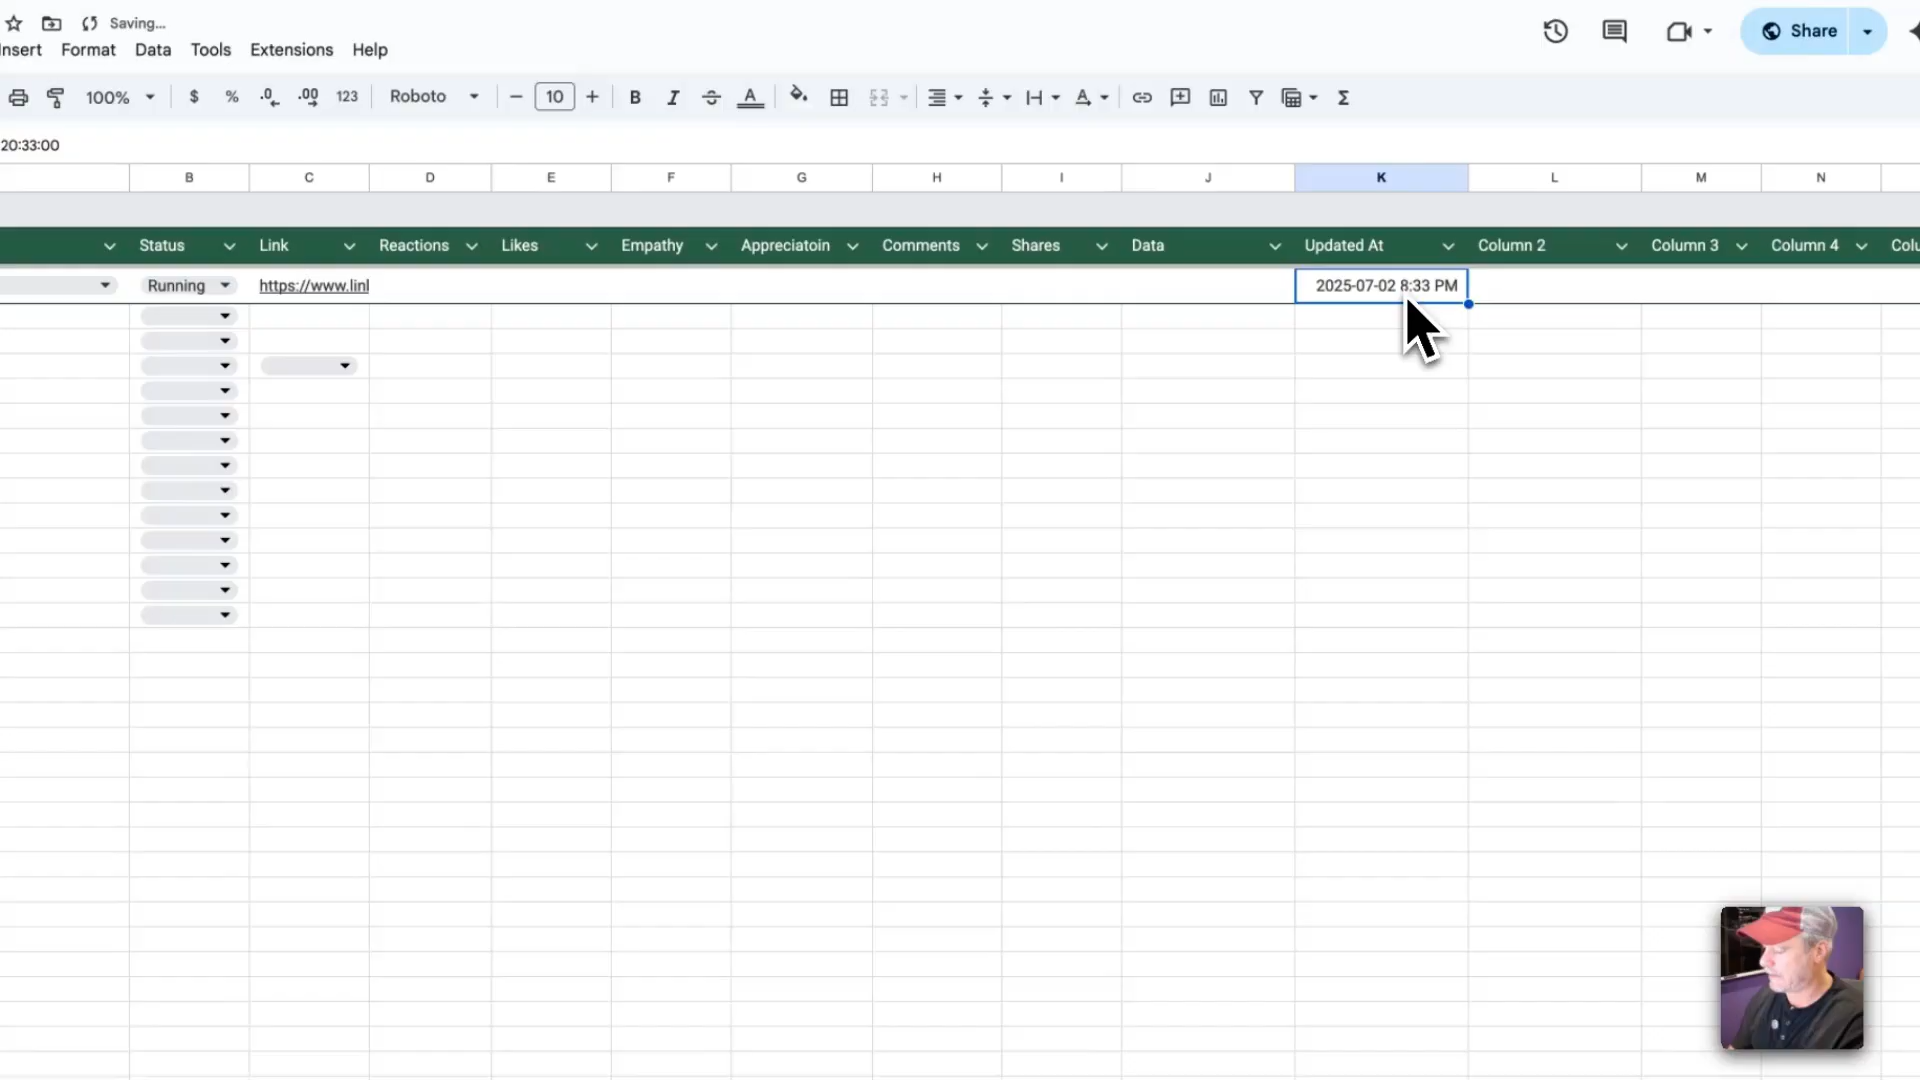 Saving...
Insert Format Data Tools Extensions Help
Share
100% $ % .0 .00 123 Roboto 10 B I A A Σ
20:33:00
B C D E F G H I J K L M N
Status Link Reactions Likes Empathy Appreciatoin Comments Shares Data Updated At Column 2 Column 3 Column 4 Colu
Running https://www.linl 2025-07-02 8:33 PM